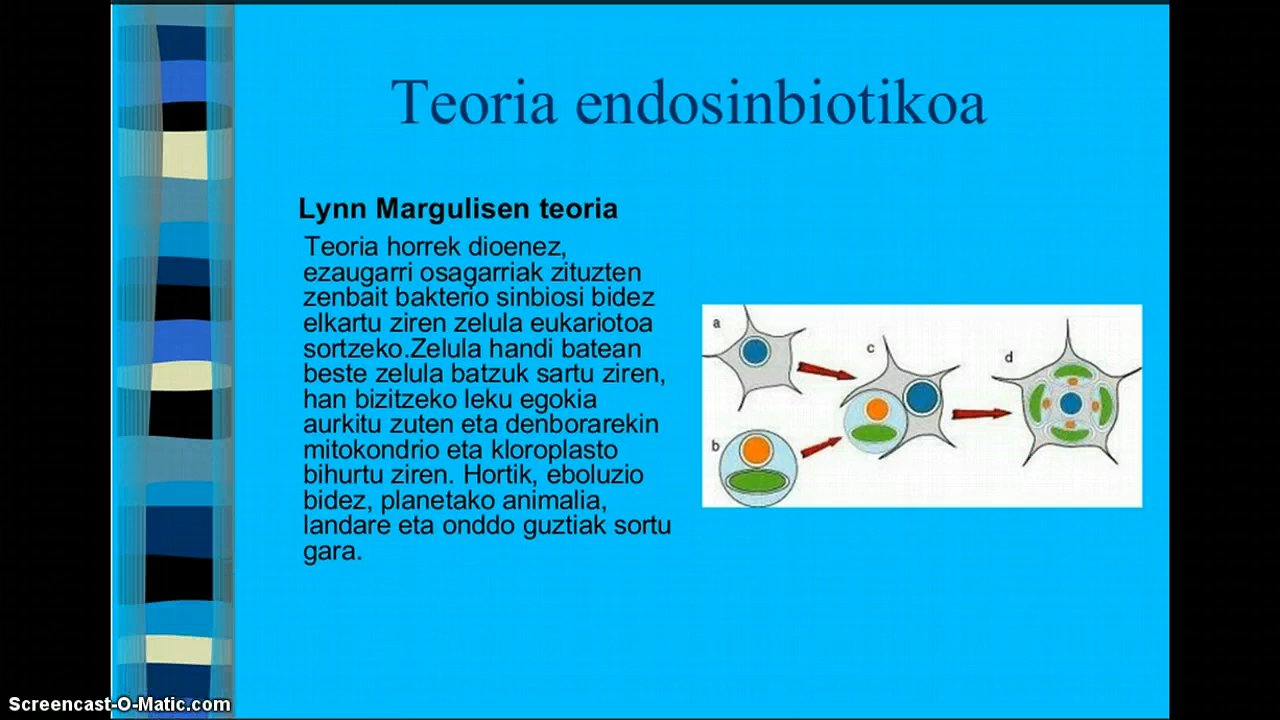 Teoria endosinbiotikoa
Lynn Margulisen teoria
Teoria horrek dioenez,
ezaugarri osagarriak zituzten
zenbait bakterio sinbiosi bidez
elkartu ziren zelula eukariotoa
sortzeko.Zelula handi batean
beste zelula batzuk sartu ziren,
han bizitzeko leku egokia
aurkitu zuten eta denborarekin
mitokondrio eta kloroplasto
bihurtu ziren. Hortik, eboluzio
bidez, planetako animalia,
landare eta onddo guztiak sortu
gara.
a
b
c
d
Screencast-O-Matic.com